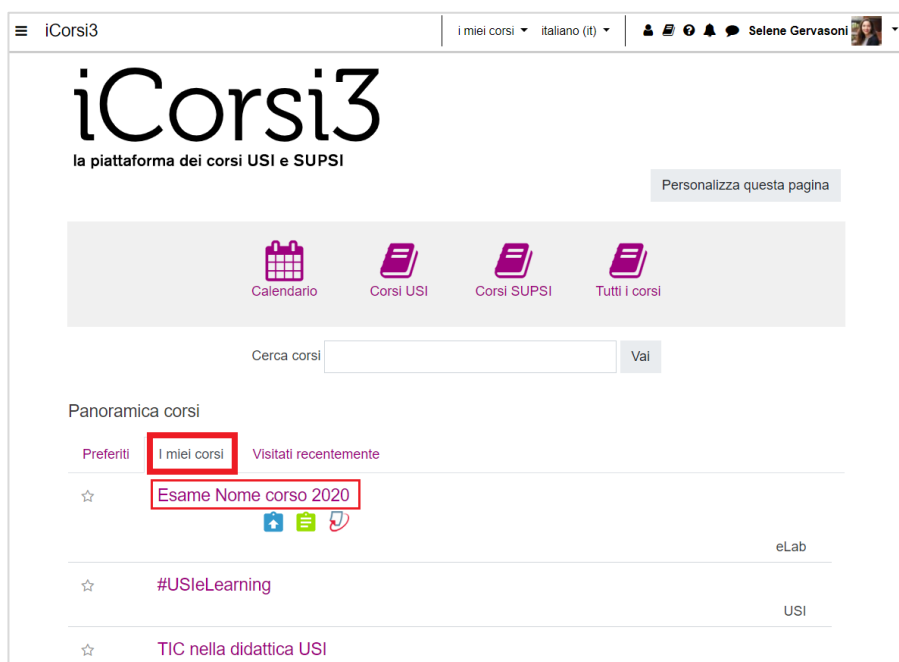 iCorsi3 i miei corsi italiano (it) Selene Gervasoni
iCorsi3
la piattaforma dei corsi USI e SUPSI
Personalizza questa pagina
Calendario Corsi USI Corsi SUPSI Tutti i corsi
Cerca corsi Vai
Panoramica corsi
Preferiti I miei corsi Visitati recentemente
Esame Nome corso 2020
eLab
#USIeLearning
USI
TIC nella didattica USI